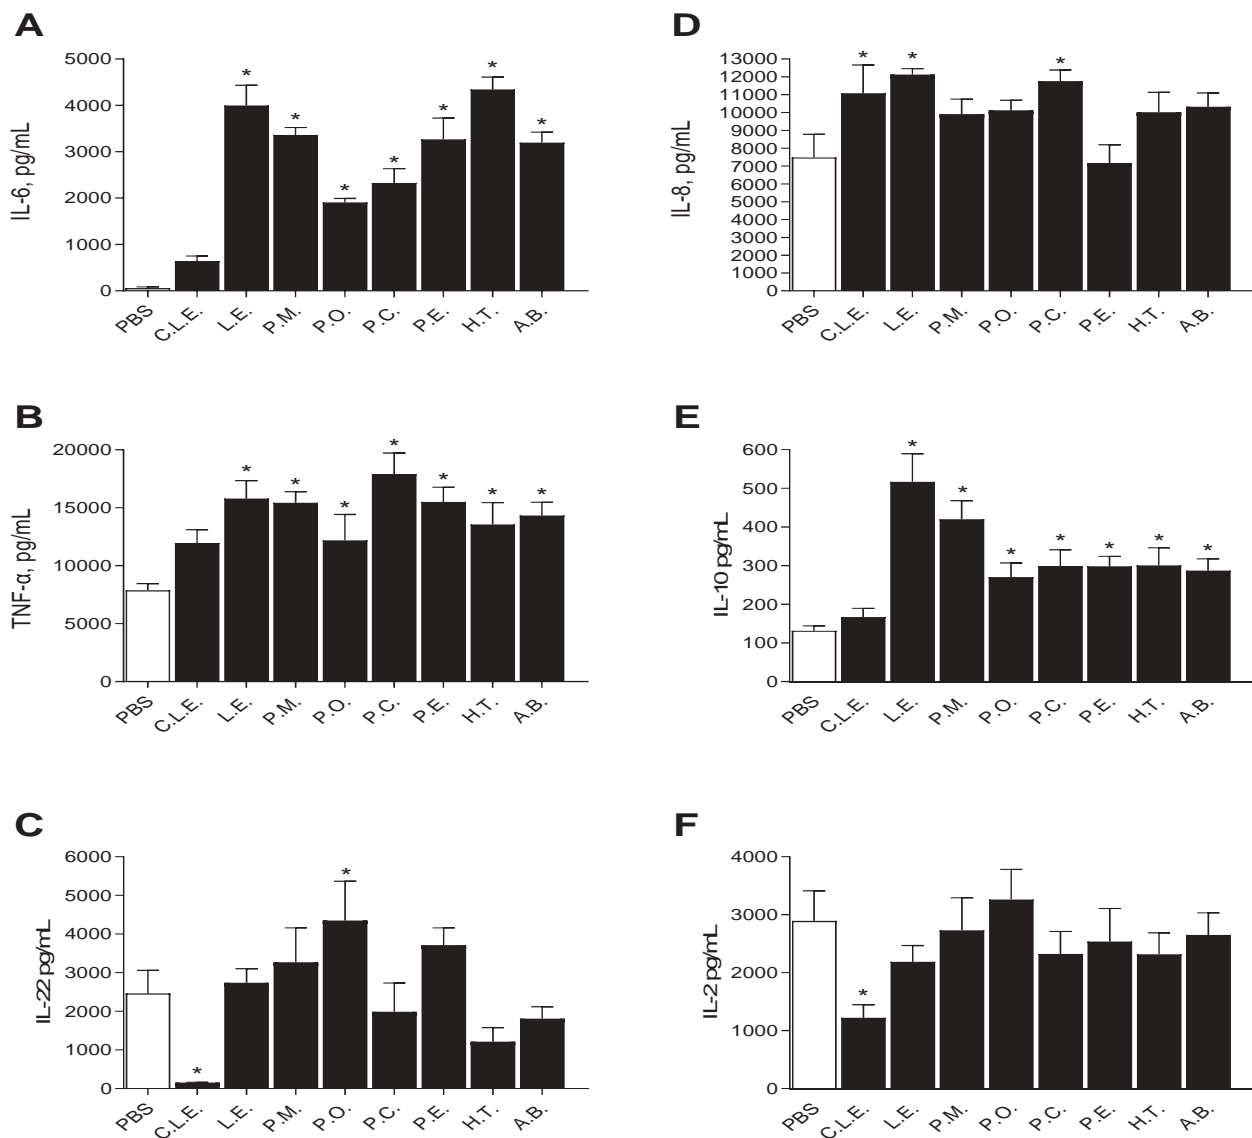 A
IL-6, pg/mL
5000
4000
3000
2000
1000
0
* * * * * * *
PBS C.L.E. L.E. P.M. P.O. P.C. P.E. H.T. A.B.
D
IL-8, pg/mL
13000
12000
11000
10000
9000
8000
7000
6000
5000
4000
3000
2000
1000
0
* * *
PBS C.L.E. L.E. P.M. P.O. P.C. P.E. H.T. A.B.
B
TNF-α, pg/mL
20000
15000
10000
5000
0
* * * * * * *
PBS C.L.E. L.E. P.M. P.O. P.C. P.E. H.T. A.B.
E
IL-10 pg/mL
600
500
400
300
200
100
0
* * * * * * *
PBS C.L.E. L.E. P.M. P.O. P.C. P.E. H.T. A.B.
C
IL-22 pg/mL
6000
5000
4000
3000
2000
1000
0
* *
PBS C.L.E. L.E. P.M. P.O. P.C. P.E. H.T. A.B.
F
IL-2 pg/mL
4000
3000
2000
1000
0
*
PBS C.L.E. L.E. P.M. P.O. P.C. P.E. H.T. A.B.